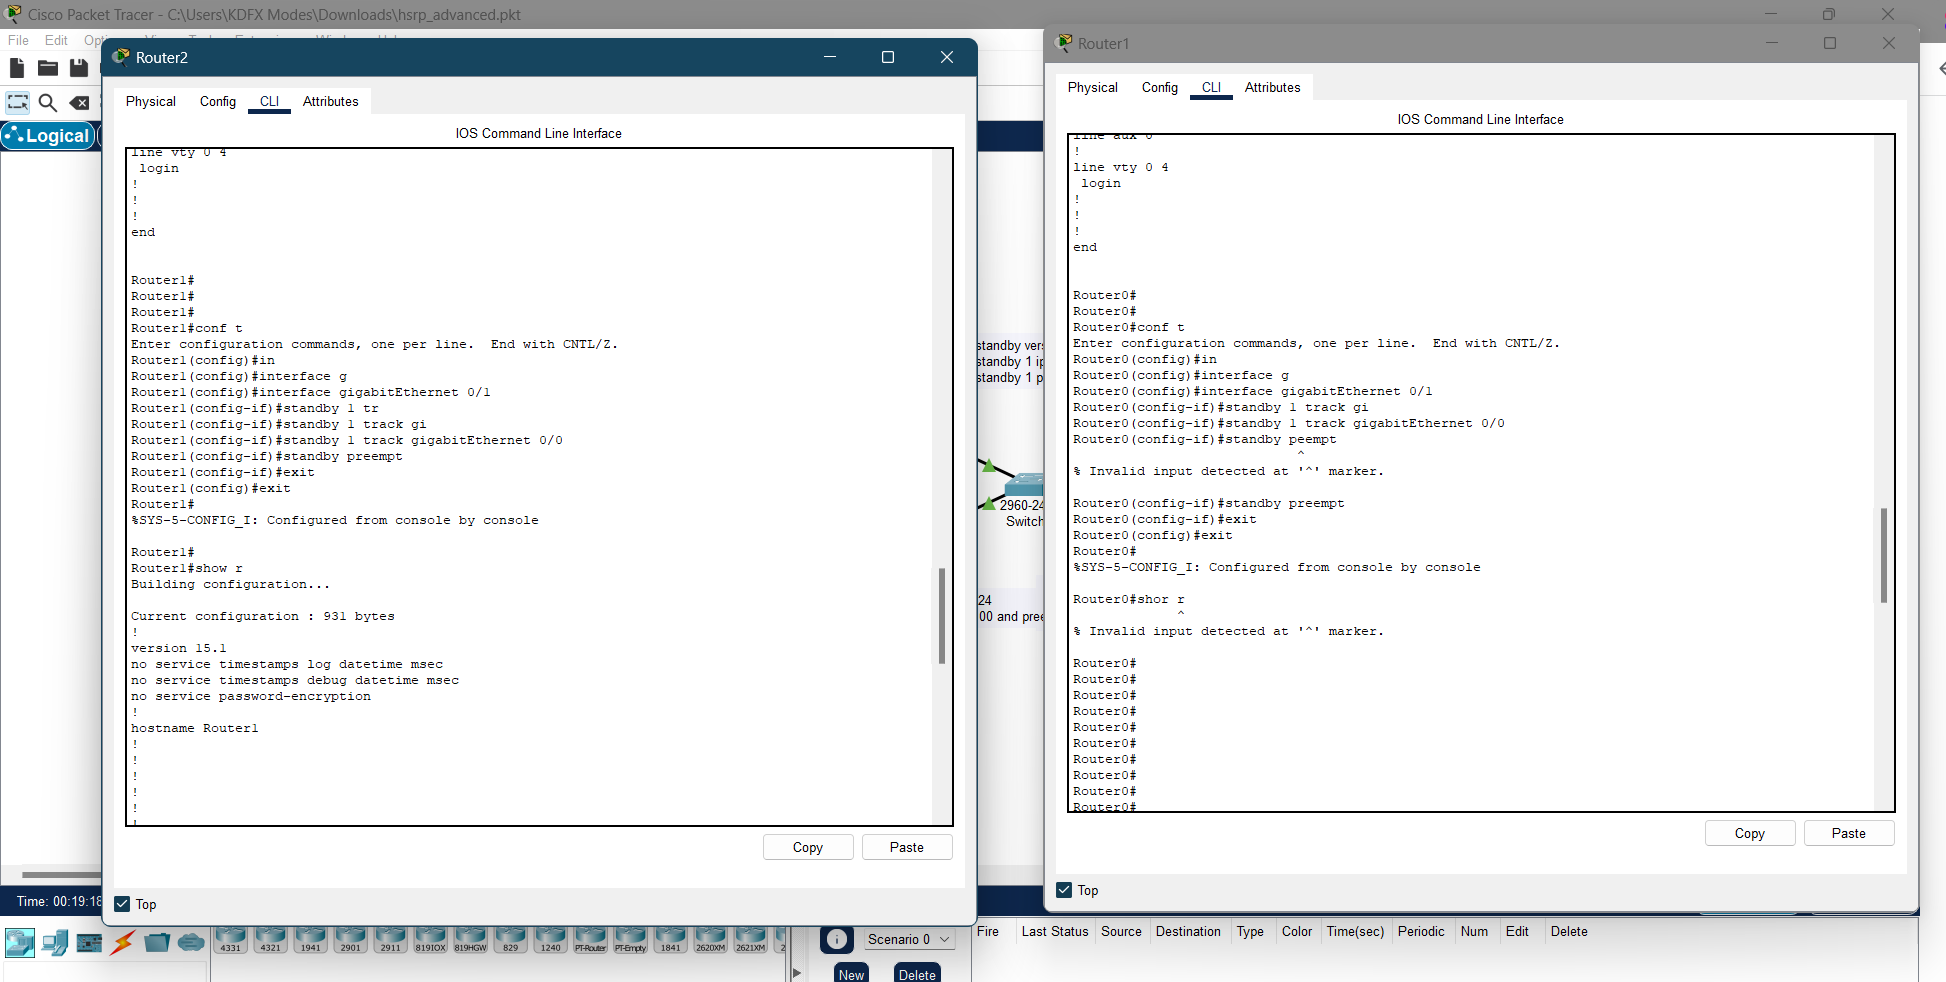 Cisco Packet Tracer - C:\Users\KDFX Modes\Downloads\hsrp_advanced.pkt
File Edit
Logical
Router2
Physical Config CLI Attributes
IOS Command Line Interface
line vty 0 4
login
!
!
!
end
Router1#
Router1#
Router1#
Router1#conf t
Enter configuration commands, one per line. End with CNTL/Z.
Router1(config)#in
Router1(config)#interface g
Router1(config)#interface gigabitEthernet 0/1
Router1(config-if)#standby 1 tr
Router1(config-if)#standby 1 track gi
Router1(config-if)#standby 1 track gigabitEthernet 0/0
Router1(config-if)#standby preempt
Router1(config-if)#exit
Router1(config)#exit
Router1#
%SYS-5-CONFIG_I: Configured from console by console
Router1#
Router1#show r
Building configuration...
Current configuration : 931 bytes
!
version 15.1
no service timestamps log datetime msec
no service timestamps debug datetime msec
no service password-encryption
!
hostname Router1
!
!
!
!
!
!
Copy Paste
Top
standby ver
standby 1 ip
standby 1 p
2960-24
Switch
24
00 and pree
Router1
Physical Config CLI Attributes
IOS Command Line Interface
line aux 0
!
line vty 0 4
login
!
!
!
end
Router0#
Router0#
Router0#conf t
Enter configuration commands, one per line. End with CNTL/Z.
Router0(config)#in
Router0(config)#interface g
Router0(config)#interface gigabitEthernet 0/1
Router0(config-if)#standby 1 track gi
Router0(config-if)#standby 1 track gigabitEthernet 0/0
Router0(config-if)#standby peempt
^
% Invalid input detected at '^' marker.
Router0(config-if)#standby preempt
Router0(config-if)#exit
Router0(config)#exit
Router0#
%SYS-5-CONFIG_I: Configured from console by console
Router0#shor r
^
% Invalid input detected at '^' marker.
Router0#
Router0#
Router0#
Router0#
Router0#
Router0#
Router0#
Router0#
Router0#
Router0#
Copy Paste
Top
Time: 00:19:18
4331 4321 1941 2901 2911 819IOX 819HGW 829 1240 PT-Router PT-Empty 1841 2620XM 2621XM 2
Scenario 0
New Delete
Fire Last Status Source Destination Type Color Time(sec) Periodic Num Edit Delete